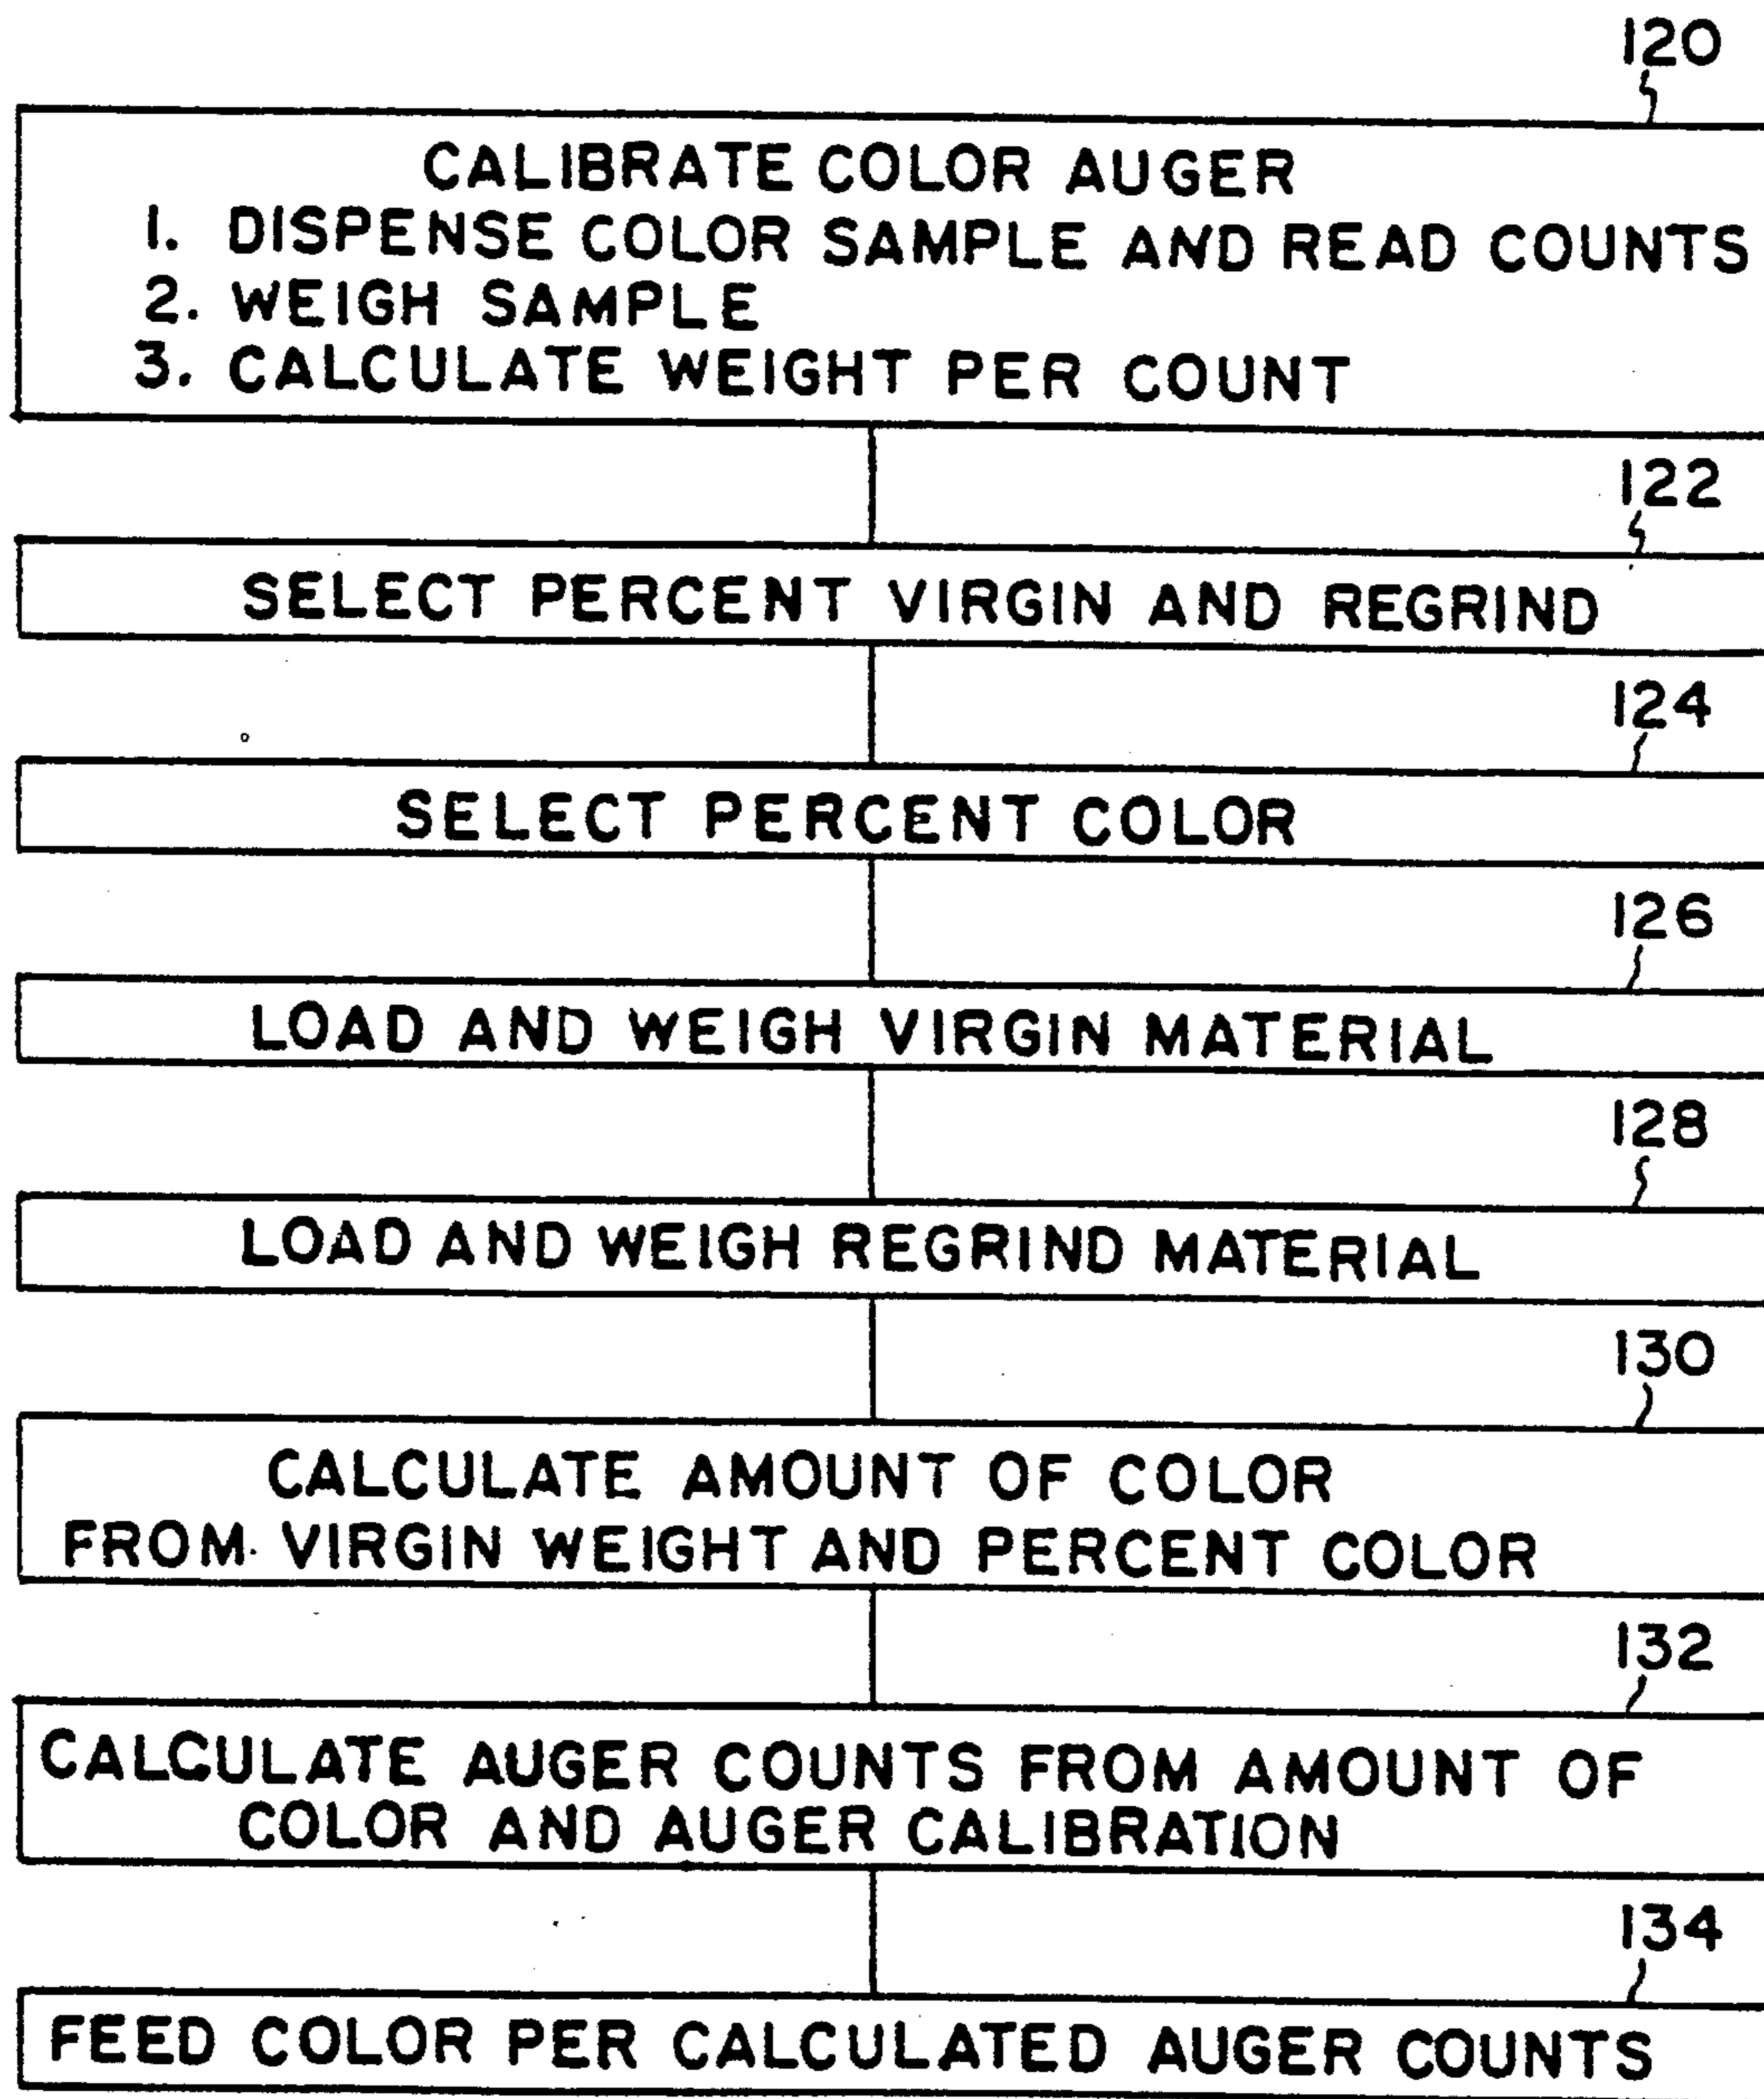 120
CALIBRATE COLOR AUGER
1. DISPENSE COLOR SAMPLE AND READ COUNTS
2. WEIGH SAMPLE
3. CALCULATE WEIGHT PER COUNT
122
SELECT PERCENT VIRGIN AND REGRIND
124
SELECT PERCENT COLOR
126
LOAD AND WEIGH VIRGIN MATERIAL
128
LOAD AND WEIGH REGRIND MATERIAL
130
CALCULATE AMOUNT OF COLOR
FROM VIRGIN WEIGHT AND PERCENT COLOR
132
CALCULATE AUGER COUNTS FROM AMOUNT OF
COLOR AND AUGER CALIBRATION
134
FEED COLOR PER CALCULATED AUGER COUNTS